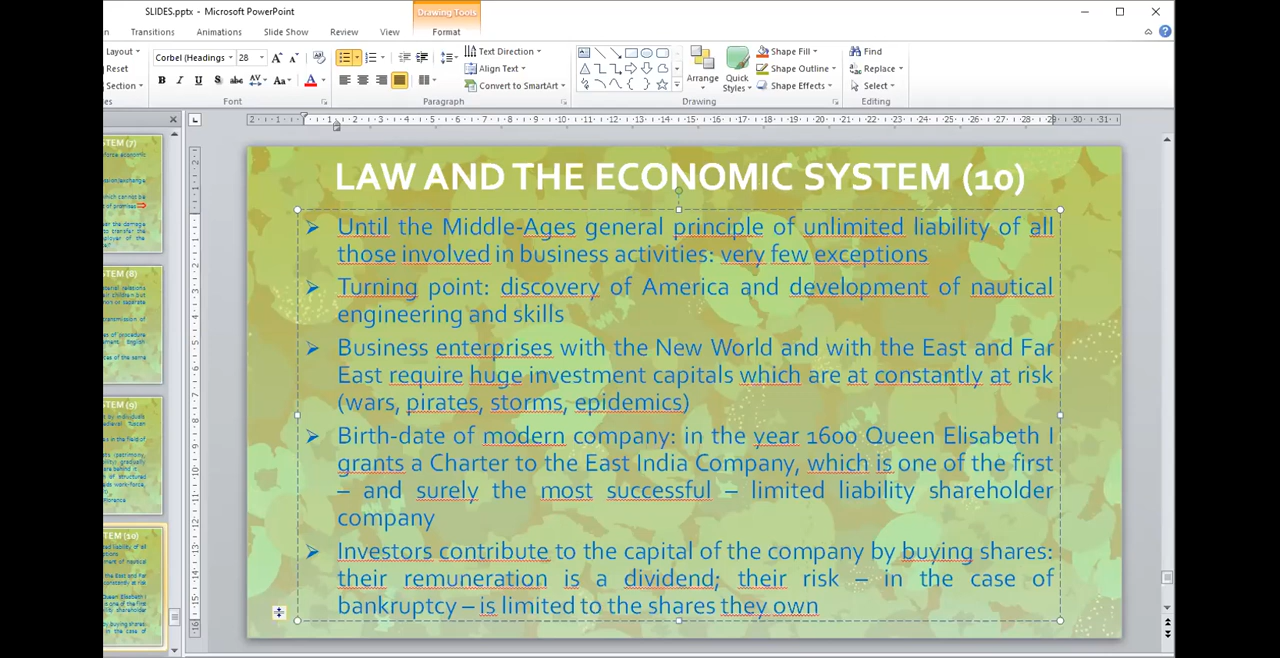 SLIDES.pptx - Microsoft PowerPoint
Drawing Tools
Transitions Animations Slide Show Review View Format
Layout
Reset
Section
Corbel (Headings) 28
Font
Text Direction
Align Text
Convert to SmartArt
Paragraph
Arrange
Quick Styles
Shape Fill
Shape Outline
Shape Effects
Drawing
Find
Replace
Select
Editing
STEM (7)
STEM (8)
STEM (9)
STEM (10)
LAW AND THE ECONOMIC SYSTEM (10)
Until the Middle-Ages general principle of unlimited liability of all
those involved in business activities: very few exceptions
Turning point: discovery of America and development of nautical
engineering and skills
Business enterprises with the New World and with the East and Far
East require huge investment capitals which are at constantly at risk
(wars, pirates, storms, epidemics)
Birth-date of modern company: in the year 1600 Queen Elisabeth I
grants a Charter to the East India Company, which is one of the first
– and surely the most successful – limited liability shareholder
company
Investors contribute to the capital of the company by buying shares:
their remuneration is a dividend; their risk – in the case of
bankruptcy – is limited to the shares they own